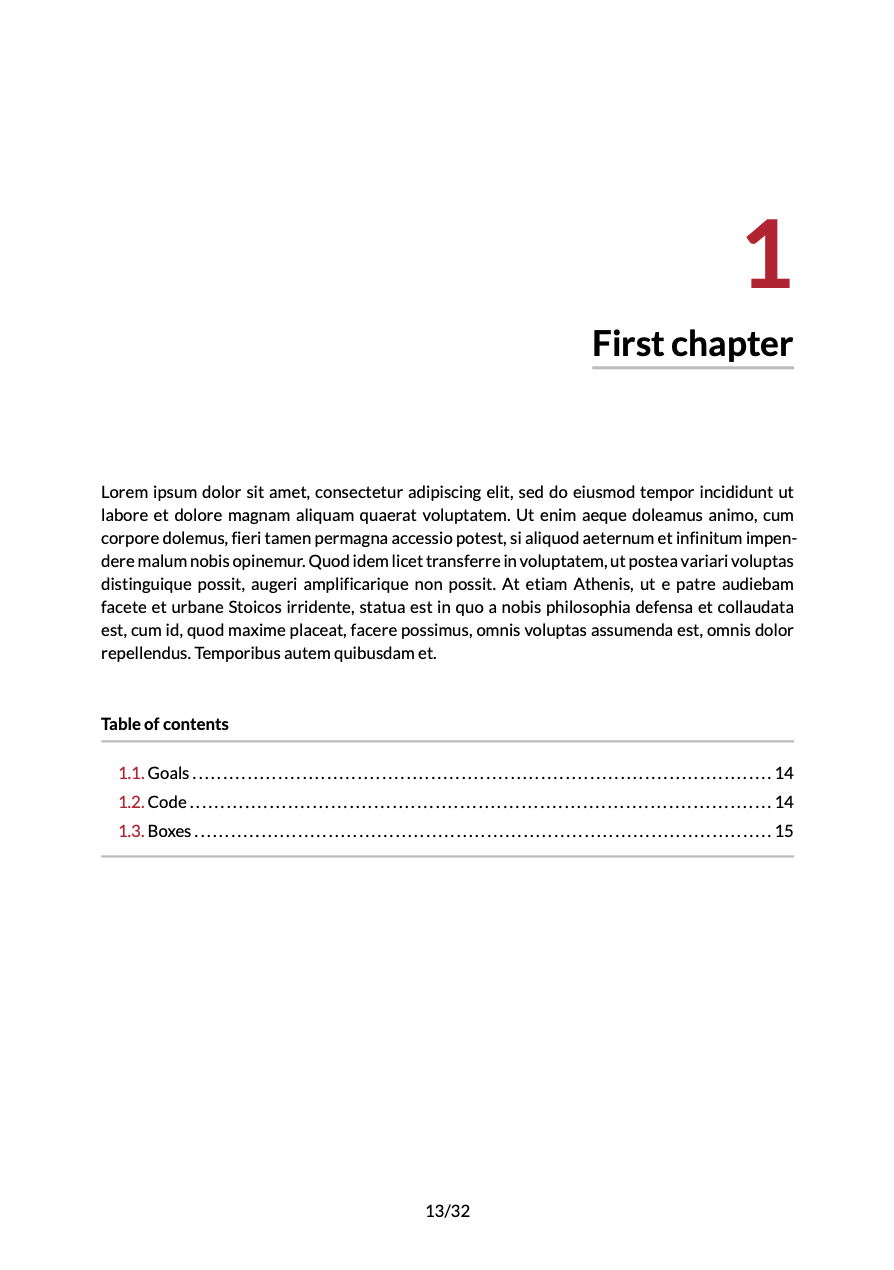 1
First chapter
Lorem ipsum dolor sit amet, consectetur adipiscing elit, sed do eiusmod tempor incididunt ut
labore et dolore magnam aliquam quaerat voluptatem. Ut enim aeque doleamus animo, cum
corpore dolemus, fieri tamen permagna accessio potest, si aliquod aeternum et infinitum impen-
dere malum nobis opinemur. Quod idem licet transferre in voluptatem, ut postea variari voluptas
distinguique possit, augeri amplificarique non possit. At etiam Athenis, ut e patre audiebam
facete et urbane Stoicos irridente, statua est in quo a nobis philosophia defensa et collaudata
est, cum id, quod maxime placeat, facere possimus, omnis voluptas assumenda est, omnis dolor
repellendus. Temporibus autem quibusdam et.
Table of contents
1.1. Goals ........................................................................................ 14
1.2. Code ........................................................................................ 14
1.3. Boxes ........................................................................................ 15
13/32